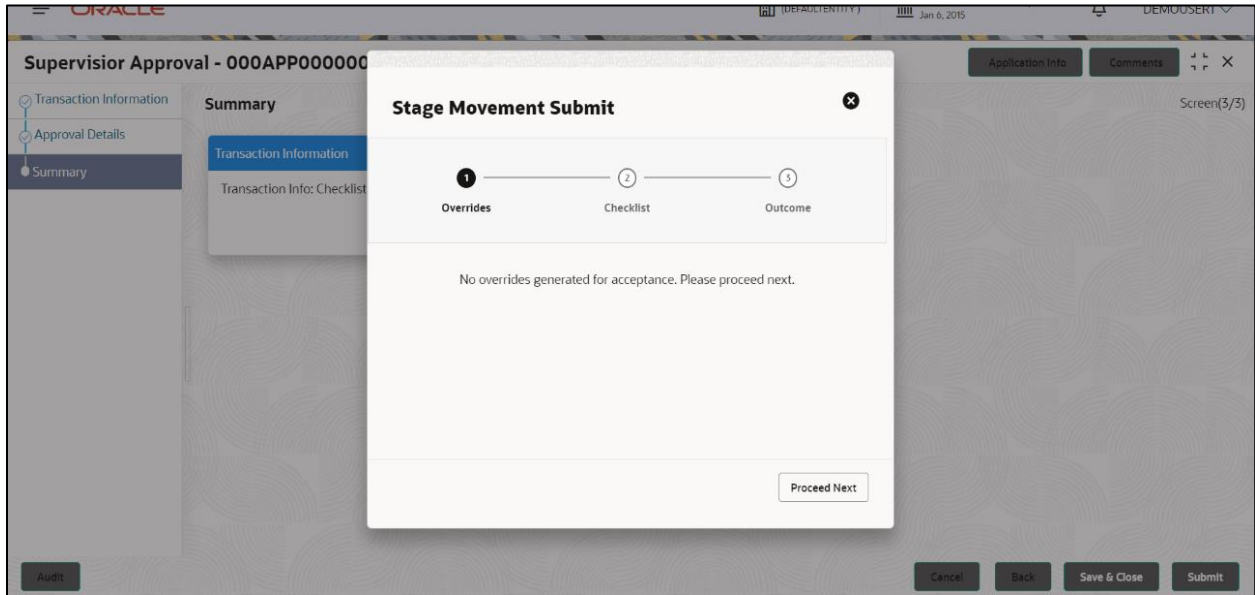 ORACLE
(DEFAULTENTITY)
Jan 6, 2015
DEMOUSER1
Supervisior Approval - 000APP000000
Application Info
Comments
Transaction Information
Approval Details
Summary
Summary
Screen(3/3)
Transaction Information
Transaction Info: Checklist
Stage Movement Submit
1
2
3
Overrides
Checklist
Outcome
No overrides generated for acceptance. Please proceed next.
Proceed Next
Audit
Cancel
Back
Save & Close
Submit